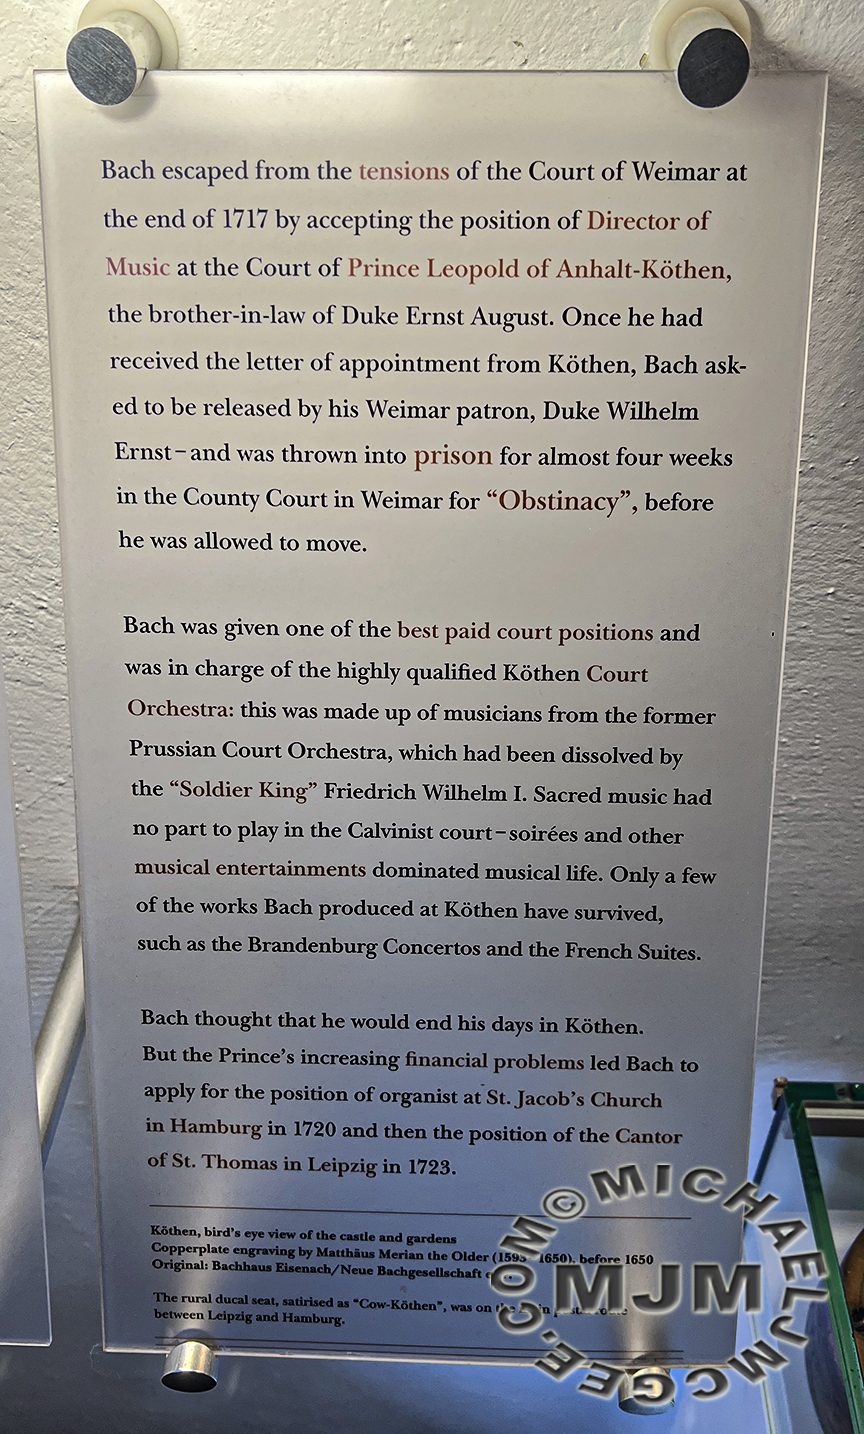 Bach escaped from the tensions of the Court of Weimar at
the end of 1717 by accepting the position of Director of
Music at the Court of Prince Leopold of Anhalt-Köthen,
the brother-in-law of Duke Ernst August. Once he had
received the letter of appointment from Köthen, Bach ask-
ed to be released by his Weimar patron, Duke Wilhelm
Ernst – and was thrown into prison for almost four weeks
in the County Court in Weimar for “Obstinacy”, before
he was allowed to move.
Bach was given one of the best paid court positions and
was in charge of the highly qualified Köthen Court
Orchestra: this was made up of musicians from the former
Prussian Court Orchestra, which had been dissolved by
the “Soldier King” Friedrich Wilhelm I. Sacred music had
no part to play in the Calvinist court – soirées and other
musical entertainments dominated musical life. Only a few
of the works Bach produced at Köthen have survived,
such as the Brandenburg Concertos and the French Suites.
Bach thought that he would end his days in Köthen.
But the Prince’s increasing financial problems led Bach to
apply for the position of organist at St. Jacob’s Church
in Hamburg in 1720 and then the position of the Cantor
of St. Thomas in Leipzig in 1723.
Köthen, bird’s eye view of the castle and gardens
Copperplate engraving by Matthäus Merian the Older (1593 1650), before 1650
Original: Bachhaus Eisenach/Neue Bachgesellschaft
The rural ducal seat, satirised as “Cow-Köthen”, was on
between Leipzig and Hamburg.
© MICHAELJMCGEE.COM
MJM